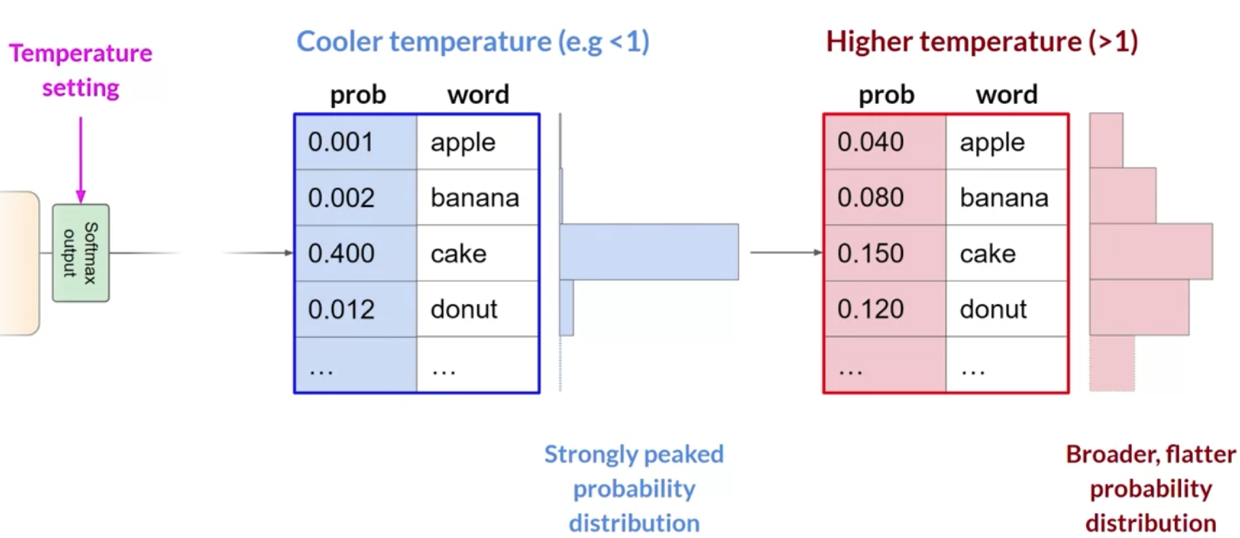 Temperature
setting
Softmax
output
Cooler temperature (e.g <1)
prob word
0.001 apple
0.002 banana
0.400 cake
0.012 donut
... ...
Strongly peaked
probability
distribution
Higher temperature (>1)
prob word
0.040 apple
0.080 banana
0.150 cake
0.120 donut
... ...
Broader, flatter
probability
distribution